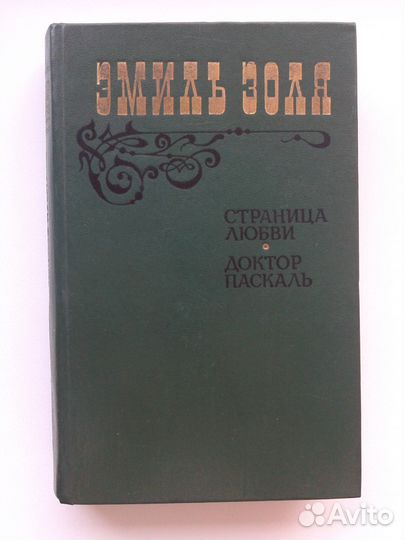 ЭМИЛЬ ЗОЛЯ
СТРАНИЦА
ЛЮБВИ
ДОКТОР
ПАСКАЛЬ
Avito